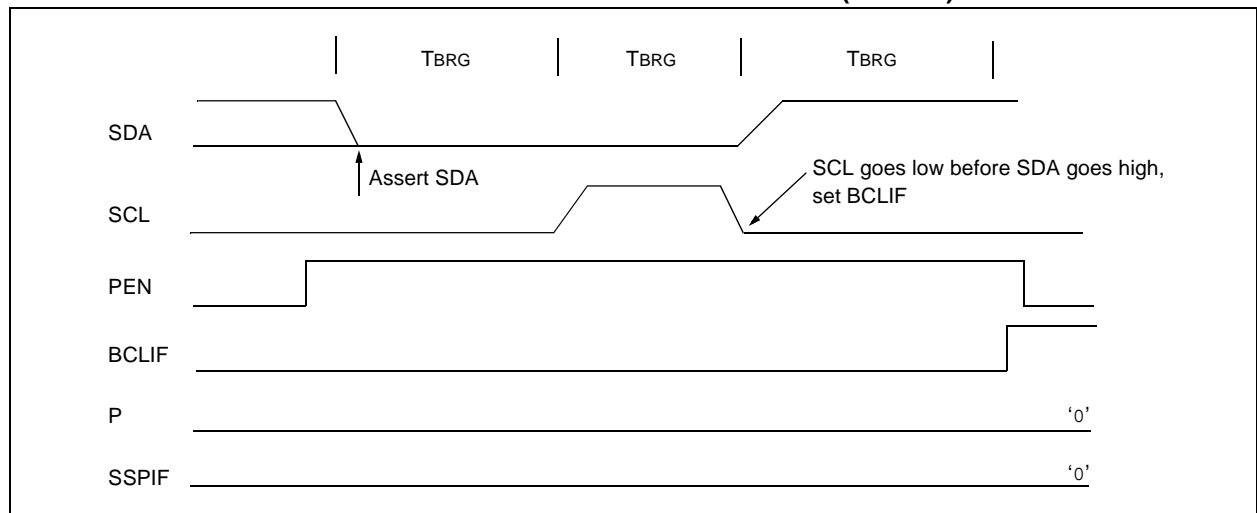 TBRG TBRG TBRG
SDA
Assert SDA
SCL goes low before SDA goes high,
set BCLIF
SCL
PEN
BCLIF
P '0'
SSPIF '0'